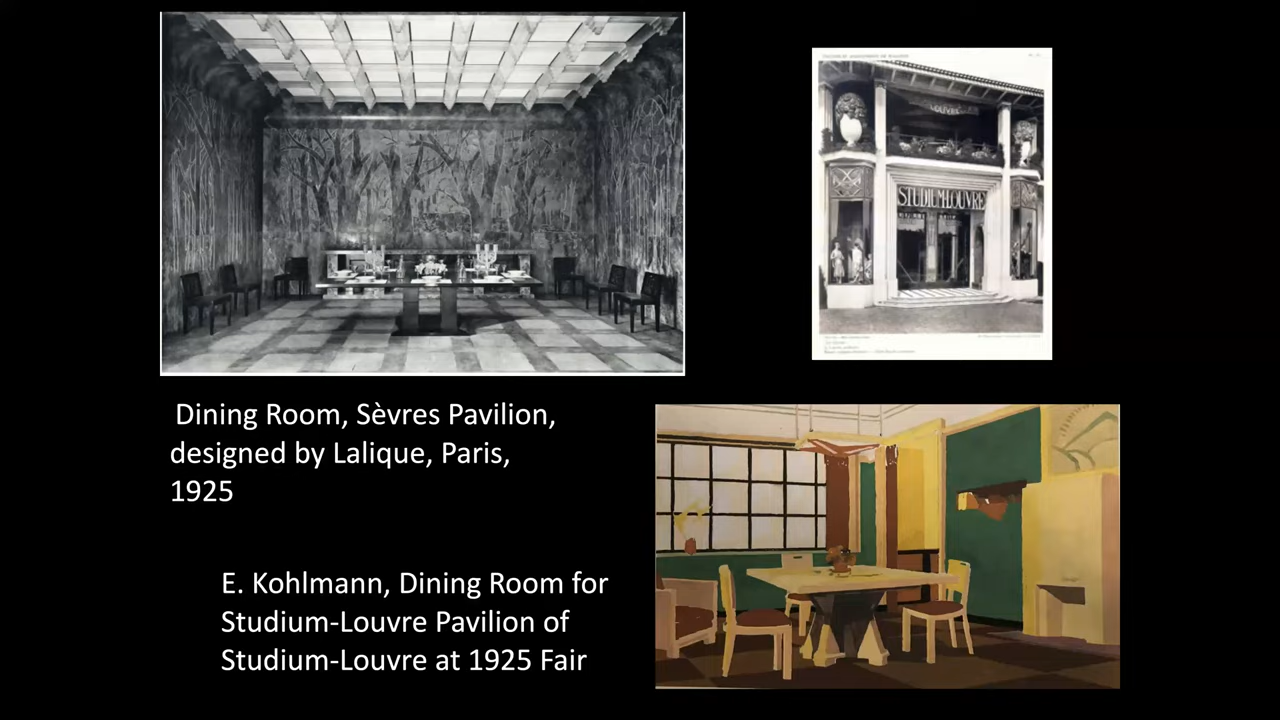 LOUVRE
STUDIUM-LOUVRE
Dining Room, Sèvres Pavilion,
designed by Lalique, Paris,
1925
E. Kohlmann, Dining Room for
Studium-Louvre Pavilion of
Studium-Louvre at 1925 Fair